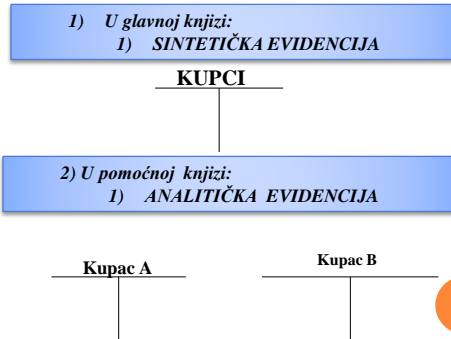 1) U glavnoj knjizi:
1) SINTETIČKA EVIDENCIJA
KUPCI
2) U pomoćnoj knjizi:
1) ANALITIČKA EVIDENCIJA
Kupac A
Kupac B